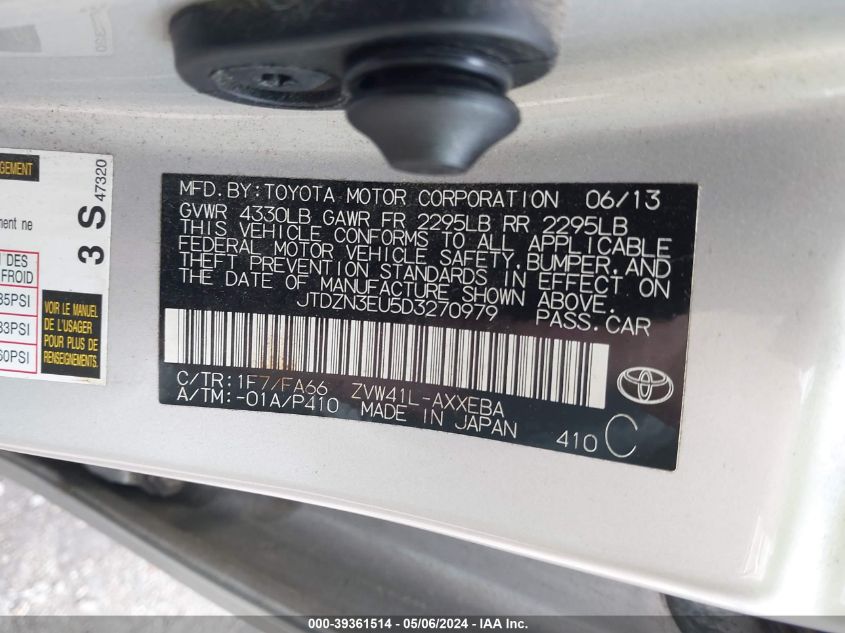 GEMENT
ment ne
DES
FROID
35PSI
33PSI
60PSI
VOIR LE MANUEL
DE L'USAGER
POUR PLUS DE
RENSEIGNEMENTS.
3 S 47320
MFD. BY: TOYOTA MOTOR CORPORATION 06/13
GVWR 4330LB GAWR FR 2295LB RR 2295LB
THIS VEHICLE CONFORMS TO ALL APPLICABLE
FEDERAL MOTOR VEHICLE SAFETY, BUMPER, AND
THEFT PREVENTION STANDARDS IN EFFECT ON
THE DATE OF MANUFACTURE SHOWN ABOVE.
JTDZN3EU5D3270979 PASS. CAR
C/TR: 1F7/FA66 ZVW41L-AXXEBA
A/TM: -01A/P410 MADE IN JAPAN
410 C
000-39361514 - 05/06/2024 - IAA Inc.